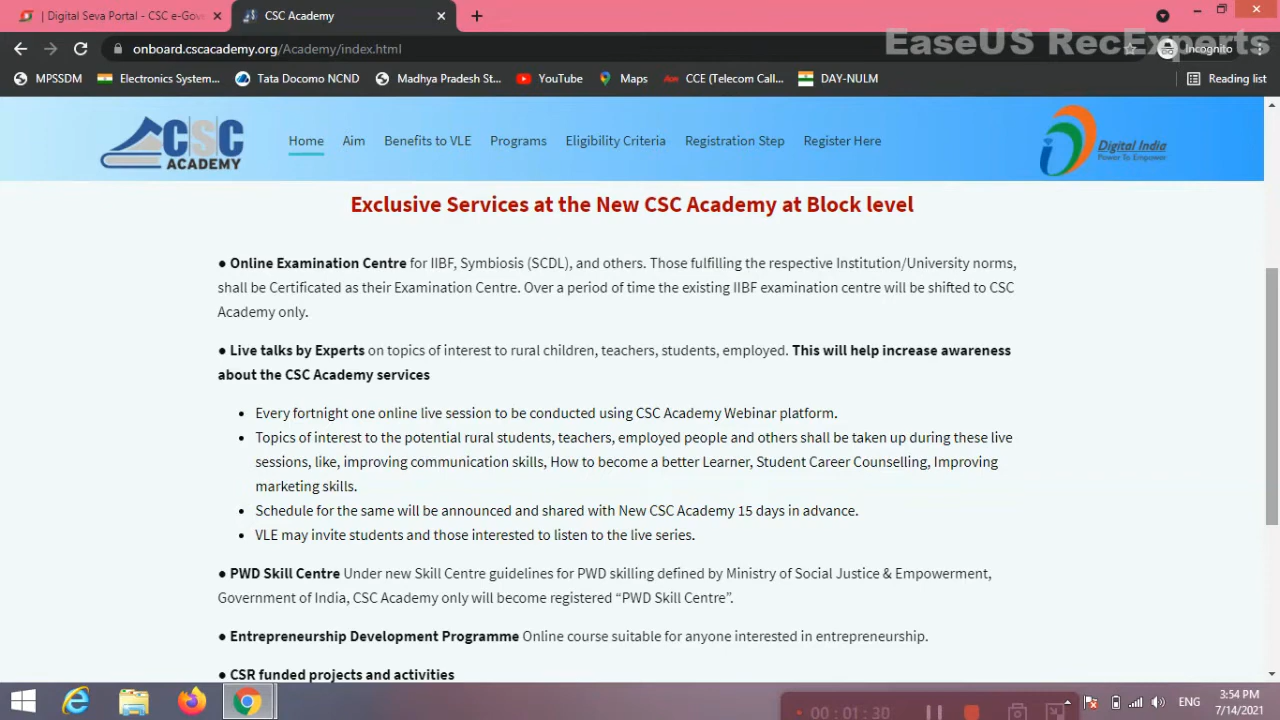 | Digital Seva Portal - CSC e-Gov
CSC Academy
EaseUS RecExperts
onboard.cscacademy.org/Academy/index.html
Incognito
MPSSDM
Electronics System...
Tata Docomo NCND
Madhya Pradesh St...
YouTube
Maps
CCE (Telecom Call...
DAY-NULM
Reading list
CSC ACADEMY
Home
Aim
Benefits to VLE
Programs
Eligibility Criteria
Registration Step
Register Here
Digital India
Power To Empower
Exclusive Services at the New CSC Academy at Block level
● Online Examination Centre for IIBF, Symbiosis (SCDL), and others. Those fulfilling the respective Institution/University norms,
shall be Certificated as their Examination Centre. Over a period of time the existing IIBF examination centre will be shifted to CSC
Academy only.
● Live talks by Experts on topics of interest to rural children, teachers, students, employed. This will help increase awareness
about the CSC Academy services
• Every fortnight one online live session to be conducted using CSC Academy Webinar platform.
• Topics of interest to the potential rural students, teachers, employed people and others shall be taken up during these live
sessions, like, improving communication skills, How to become a better Learner, Student Career Counselling, Improving
marketing skills.
• Schedule for the same will be announced and shared with New CSC Academy 15 days in advance.
• VLE may invite students and those interested to listen to the live series.
● PWD Skill Centre Under new Skill Centre guidelines for PWD skilling defined by Ministry of Social Justice & Empowerment,
Government of India, CSC Academy only will become registered “PWD Skill Centre”.
● Entrepreneurship Development Programme Online course suitable for anyone interested in entrepreneurship.
● CSR funded projects and activities
00:01:30
ENG
3:54 PM
7/14/2021